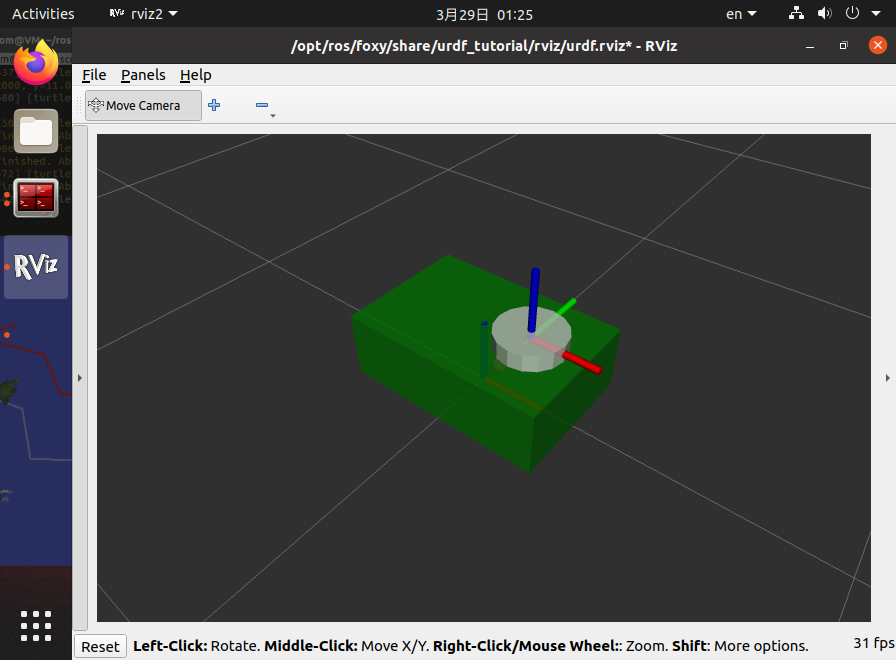 Activities
RViz rviz2
3月29日 01:25
en
/opt/ros/foxy/share/urdf_tutorial/rviz/urdf.rviz* - RViz
File Panels Help
Move Camera
RViz
Reset Left-Click: Rotate. Middle-Click: Move X/Y. Right-Click/Mouse Wheel:: Zoom. Shift: More options. 31 fps